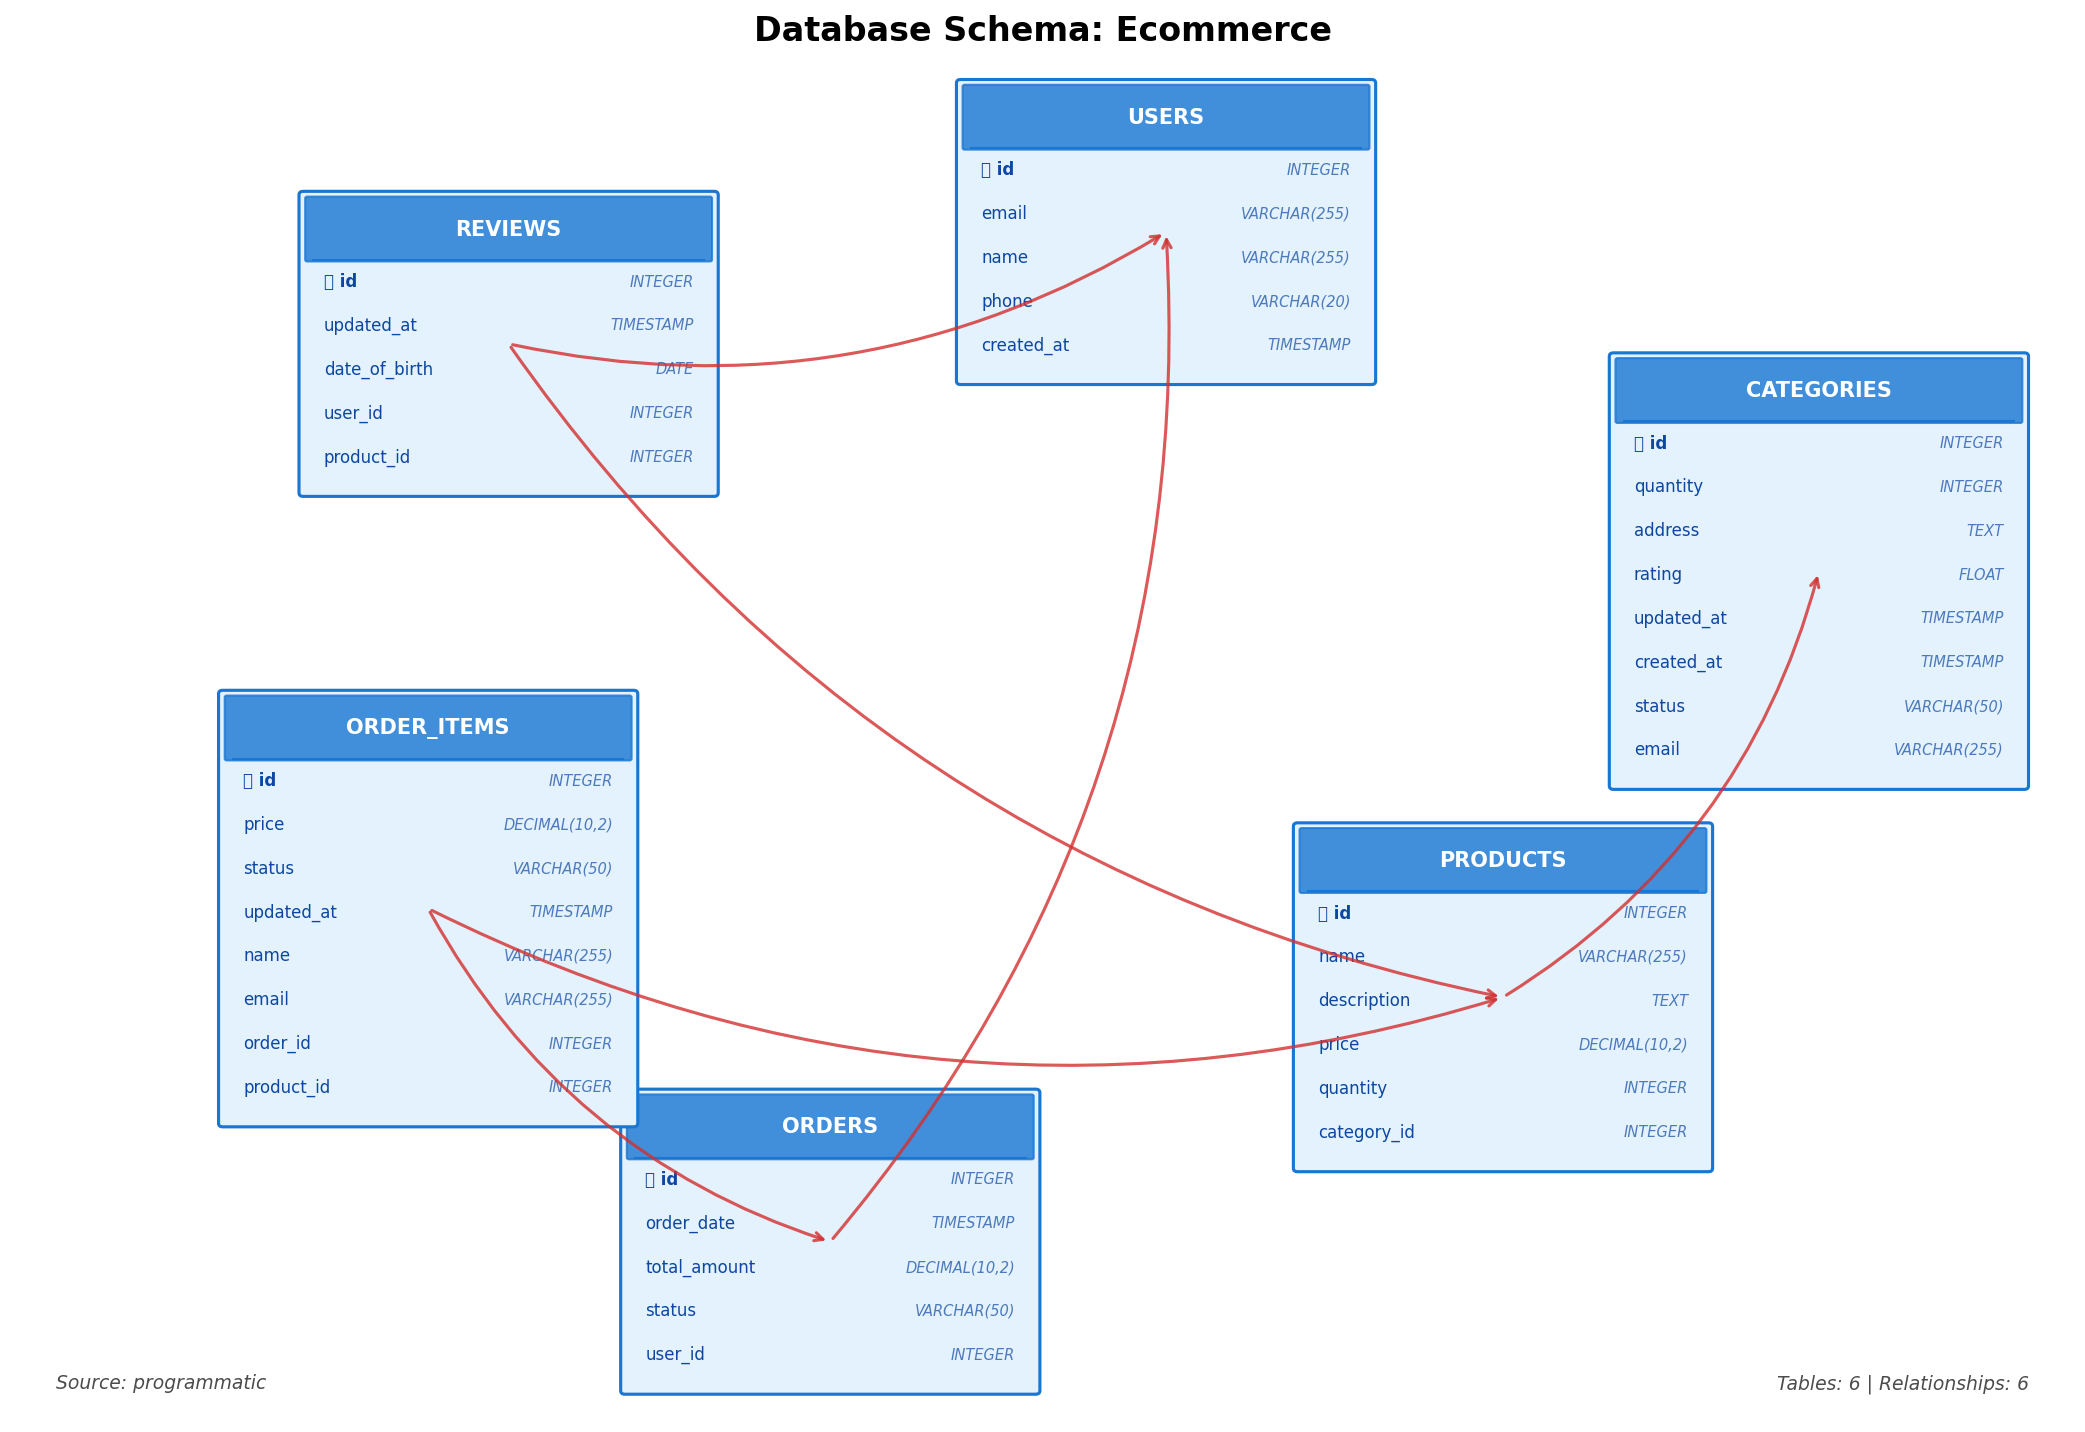 Database Schema: Ecommerce
USERS
id INTEGER
email VARCHAR(255)
name VARCHAR(255)
phone VARCHAR(20)
created_at TIMESTAMP
REVIEWS
id INTEGER
updated_at TIMESTAMP
date_of_birth DATE
user_id INTEGER
product_id INTEGER
CATEGORIES
id INTEGER
quantity INTEGER
address TEXT
rating FLOAT
updated_at TIMESTAMP
created_at TIMESTAMP
status VARCHAR(50)
email VARCHAR(255)
ORDER_ITEMS
id INTEGER
price DECIMAL(10,2)
status VARCHAR(50)
updated_at TIMESTAMP
name VARCHAR(255)
email VARCHAR(255)
order_id INTEGER
product_id INTEGER
PRODUCTS
id INTEGER
name VARCHAR(255)
description TEXT
price DECIMAL(10,2)
quantity INTEGER
category_id INTEGER
ORDERS
id INTEGER
order_date TIMESTAMP
total_amount DECIMAL(10,2)
status VARCHAR(50)
user_id INTEGER
Source: programmatic
Tables: 6 | Relationships: 6